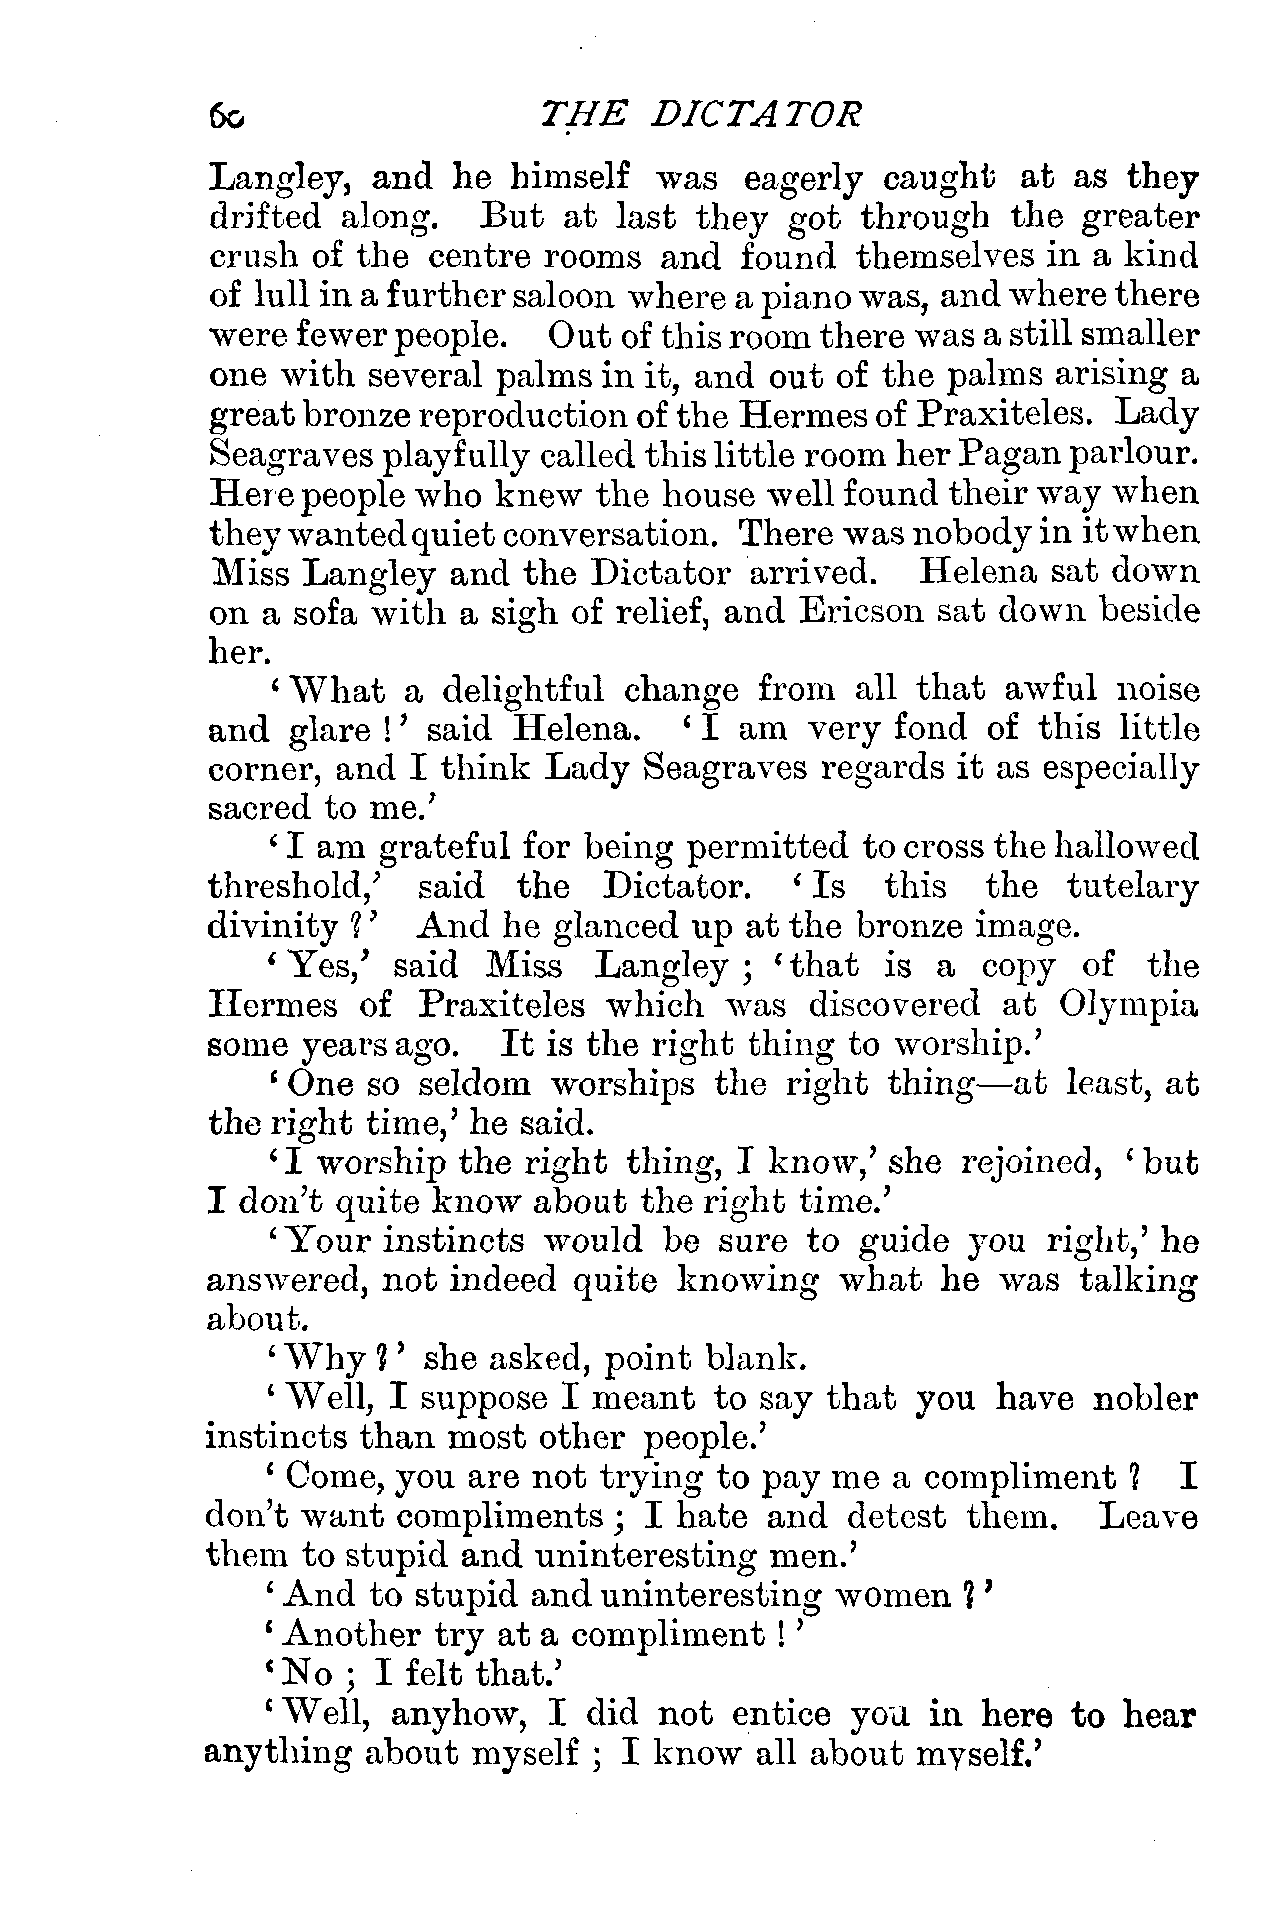 60 THE DICTATOR
Langley, and he himself was eagerly caught at as they
drifted along. But at last they got through the greater
crush of the centre rooms and found themselves in a kind
of lull in a further saloon where a piano was, and where there
were fewer people. Out of this room there was a still smaller
one with several palms in it, and out of the palms arising a
great bronze reproduction of the Hermes of Praxiteles. Lady
Seagraves playfully called this little room her Pagan parlour.
Here people who knew the house well found their way when
they wanted quiet conversation. There was nobody in it when
Miss Langley and the Dictator arrived. Helena sat down
on a sofa with a sigh of relief, and Ericson sat down beside
her.
‘What a delightful change from all that awful noise
and glare!’ said Helena. ‘I am very fond of this little
corner, and I think Lady Seagraves regards it as especially
sacred to me.’
‘I am grateful for being permitted to cross the hallowed
threshold,’ said the Dictator. ‘Is this the tutelary
divinity?’ And he glanced up at the bronze image.
‘Yes,’ said Miss Langley; ‘that is a copy of the
Hermes of Praxiteles which was discovered at Olympia
some years ago. It is the right thing to worship.’
‘One so seldom worships the right thing—at least, at
the right time,’ he said.
‘I worship the right thing, I know,’ she rejoined, ‘but
I don’t quite know about the right time.’
‘Your instincts would be sure to guide you right,’ he
answered, not indeed quite knowing what he was talking
about.
‘Why?’ she asked, point blank.
‘Well, I suppose I meant to say that you have nobler
instincts than most other people.’
‘Come, you are not trying to pay me a compliment? I
don’t want compliments; I hate and detest them. Leave
them to stupid and uninteresting men.’
‘And to stupid and uninteresting women?’
‘Another try at a compliment!’
‘No; I felt that.’
‘Well, anyhow, I did not entice you in here to hear
anything about myself; I know all about myself.’